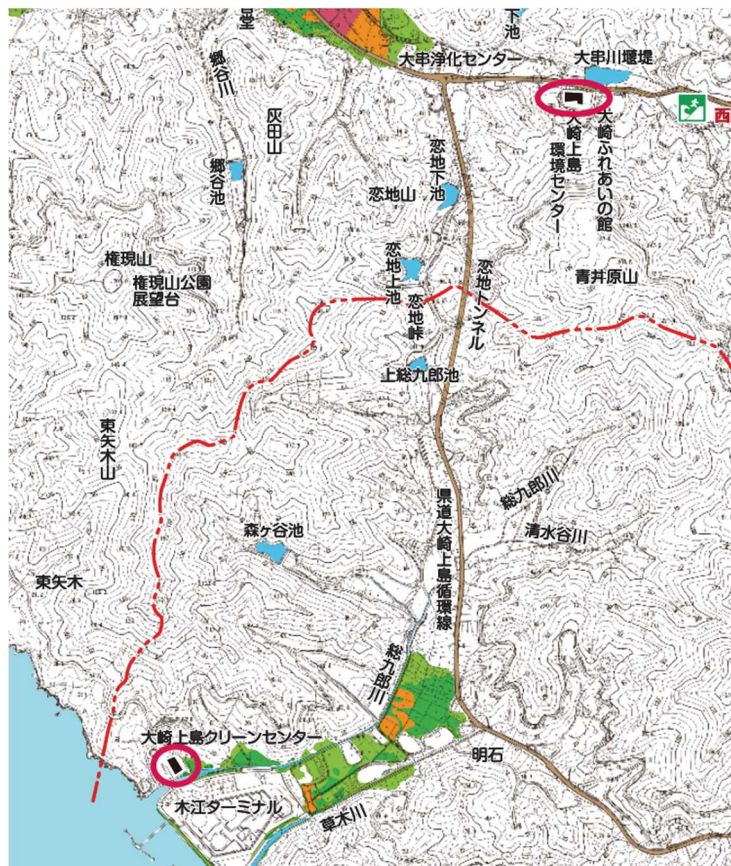 下池
大串浄化センター
大串川堰堤
郷谷川
灰田山
西
恋地下池
大崎上島
環境センター
大崎ふれあいの館
郷谷池
恋地山
権現山
権現山公園
展望台
恋地上池
恋地峠
恋地トンネル
青井原山
上総九郎池
東矢木山
県道大崎上島循環線
総九郎川
清水谷川
森ヶ谷池
東矢木
総九郎川
大崎上島クリーンセンター
明石
木江ターミナル
草木川